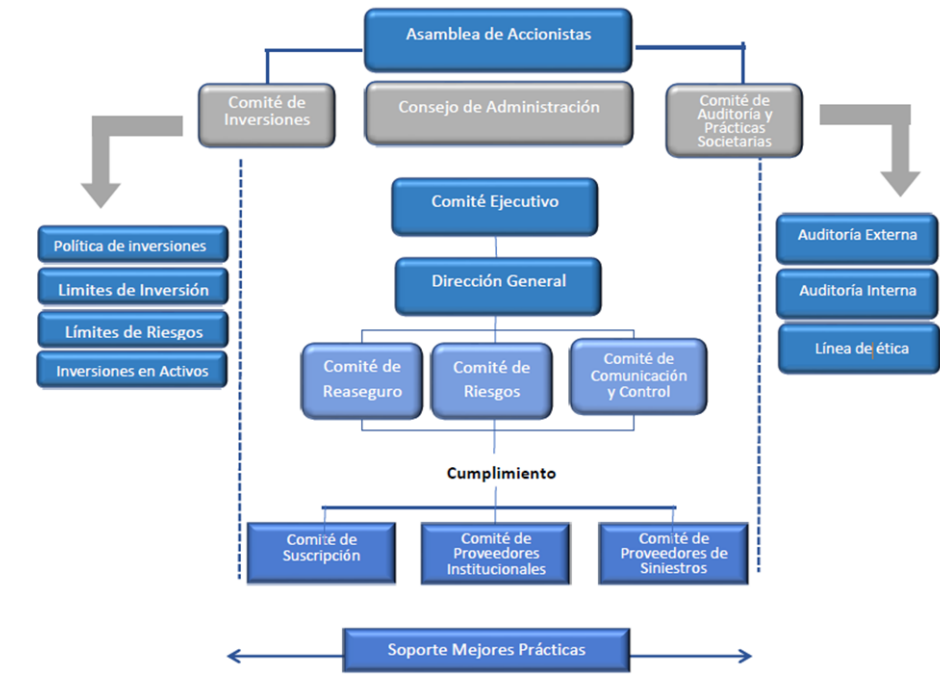 Asamblea de Accionistas
Comité de
Inversiones
Consejo de Administración
Comité de
Auditoría y
Prácticas
Societarias
Comité Ejecutivo
Política de inversiones
Limites de Inversión
Límites de Riesgos
Inversiones en Activos
Dirección General
Auditoría Externa
Auditoría Interna
Línea de ética
Comité de
Reaseguro
Comité de
Riesgos
Comité de
Comunicación
y Control
Cumplimiento
Comité de
Suscripción
Comité de
Proveedores
Institucionales
Comité de
Proveedores de
Siniestros
Soporte Mejores Prácticas